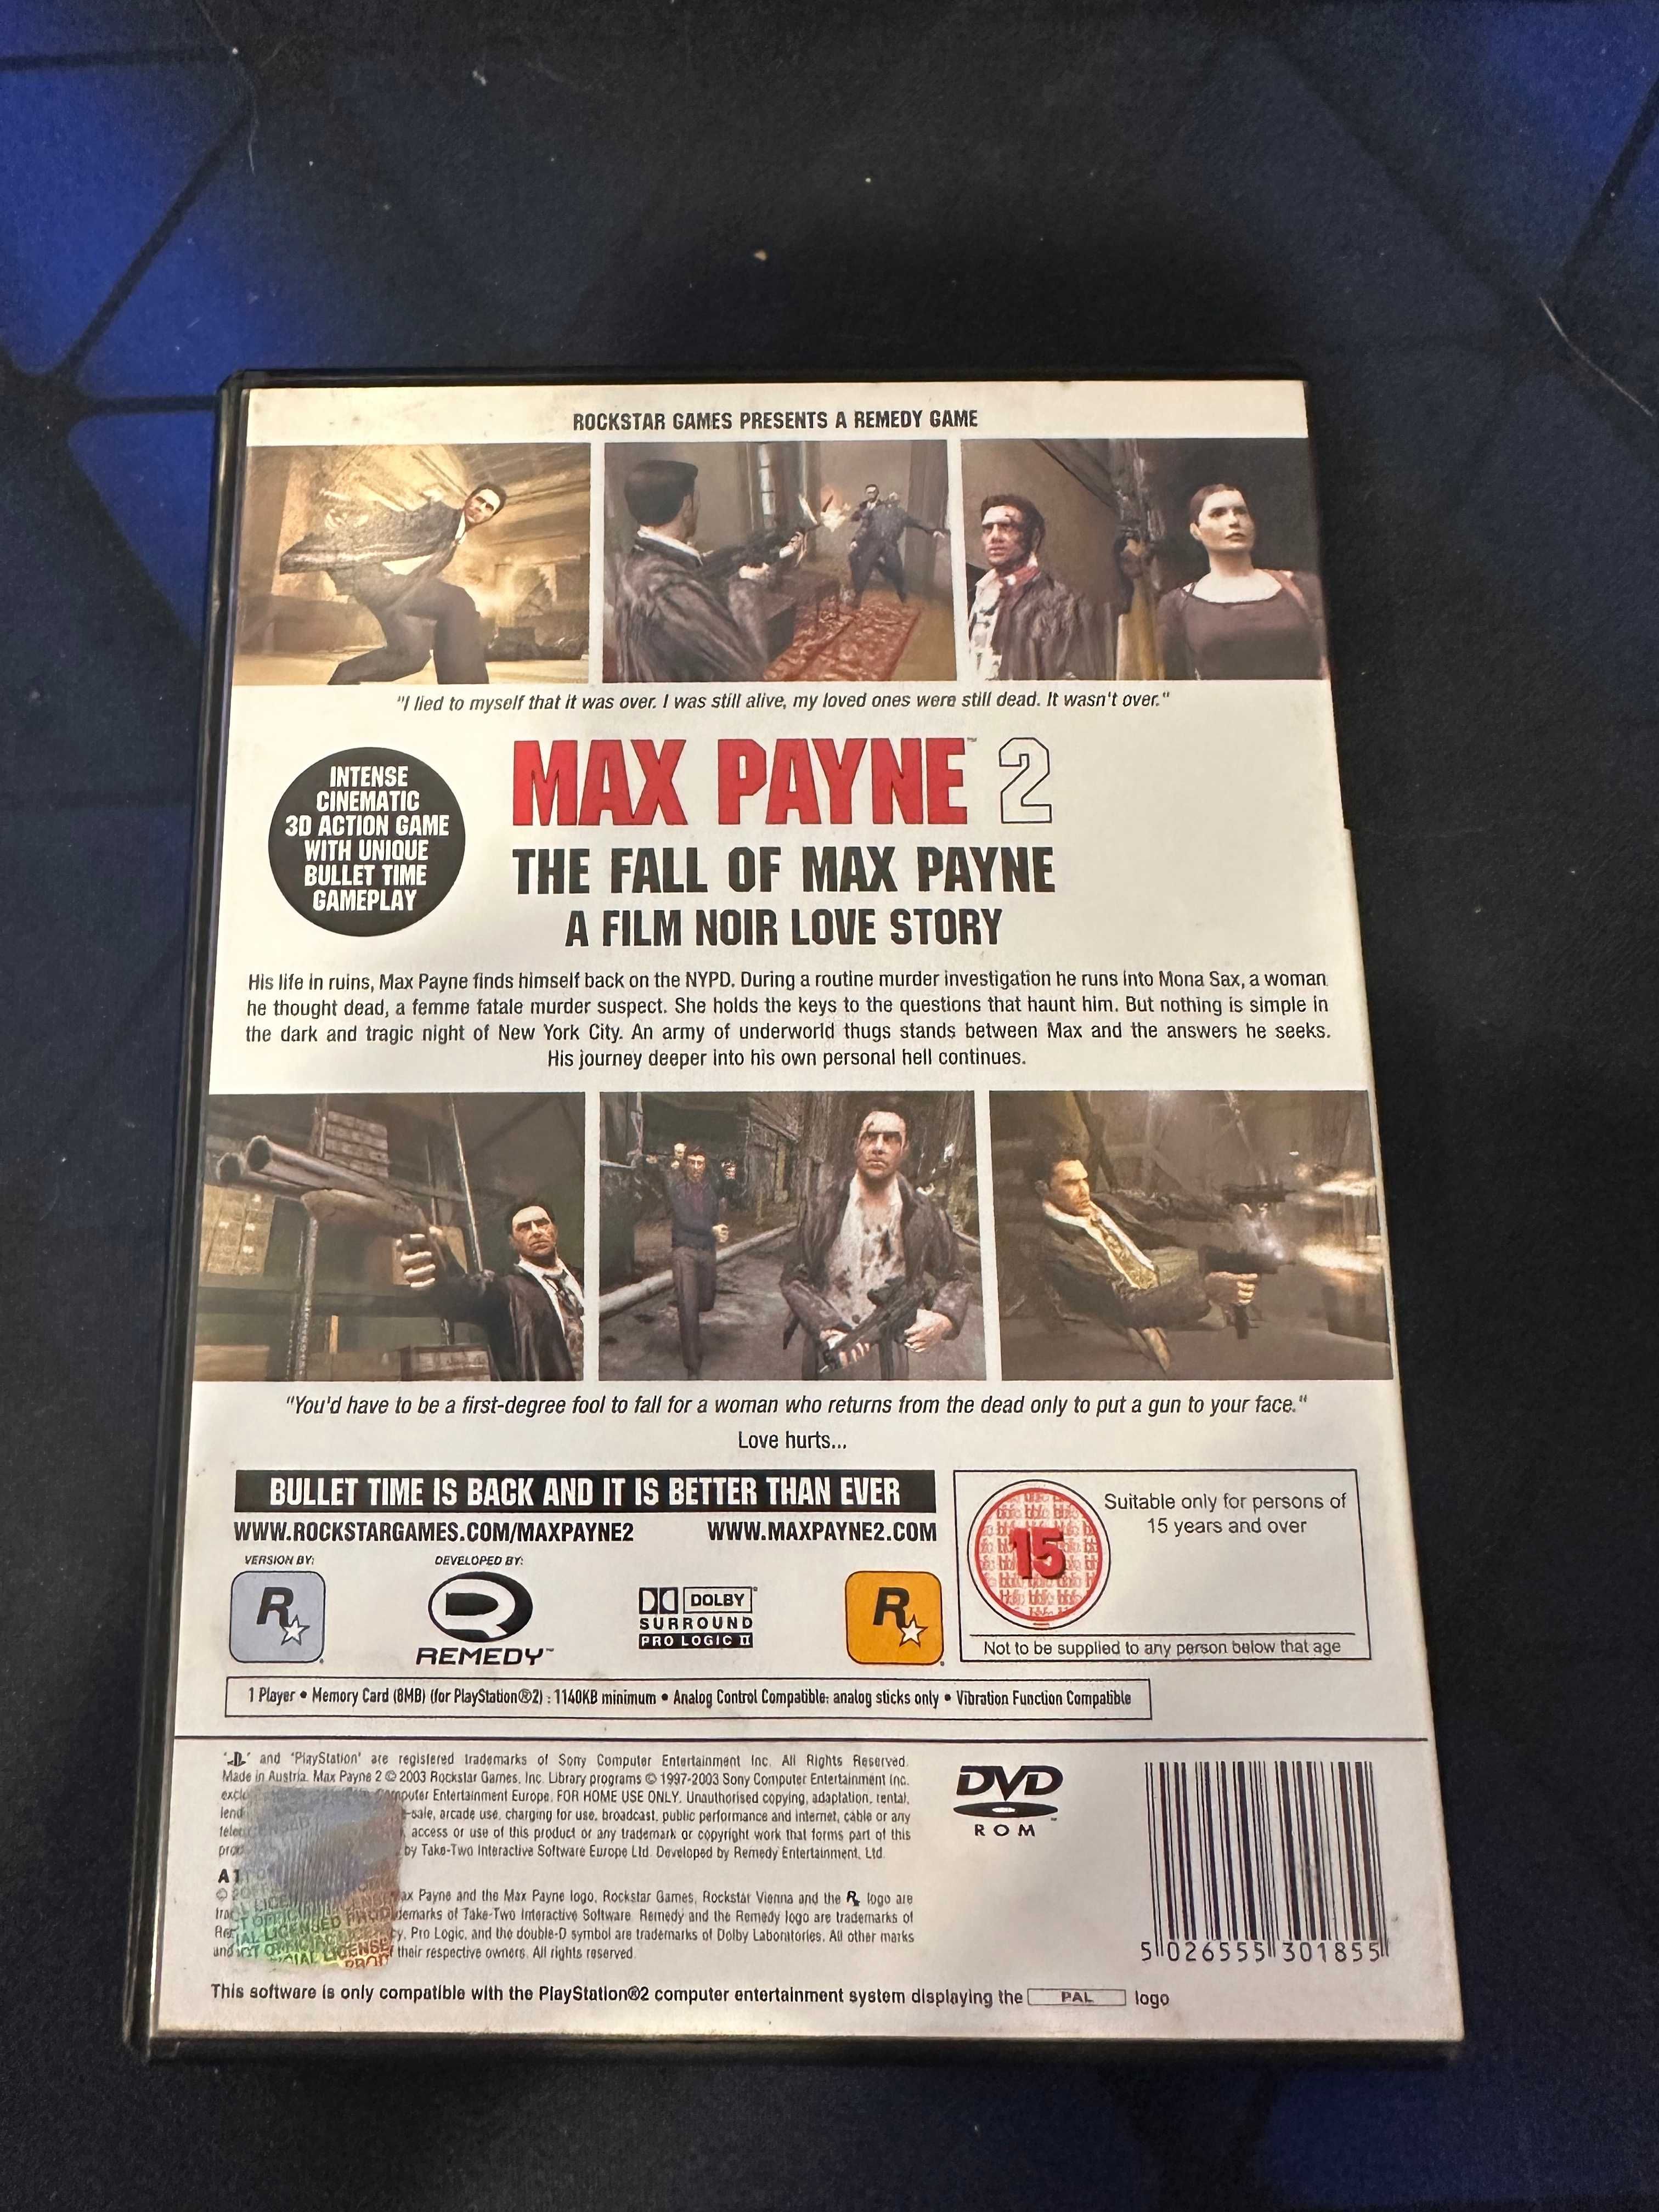 ROCKSTAR GAMES PRESENTS A REMEDY GAME
"I lied to myself that it was over. I was still alive, my loved ones were still dead. It wasn't over."
INTENSE
CINEMATIC
3D ACTION GAME
WITH UNIQUE
BULLET TIME
GAMEPLAY
MAX PAYNE™ 2
THE FALL OF MAX PAYNE
A FILM NOIR LOVE STORY
His life in ruins, Max Payne finds himself back on the NYPD. During a routine murder investigation he runs into Mona Sax, a woman
he thought dead, a femme fatale murder suspect. She holds the keys to the questions that haunt him. But nothing is simple in
the dark and tragic night of New York City. An army of underworld thugs stands between Max and the answers he seeks.
His journey deeper into his own personal hell continues.
"You'd have to be a first-degree fool to fall for a woman who returns from the dead only to put a gun to your face."
Love hurts...
BULLET TIME IS BACK AND IT IS BETTER THAN EVER
WWW.ROCKSTARGAMES.COM/MAXPAYNE2 WWW.MAXPAYNE2.COM
VERSION BY: DEVELOPED BY:
R
REMEDY™
DOLBY
SURROUND
PRO LOGIC II
R
15
Suitable only for persons of
15 years and over
Not to be supplied to any person below that age
1 Player • Memory Card (8MB) (for PlayStation®2) : 1140KB minimum • Analog Control Compatible: analog sticks only • Vibration Function Compatible
" " and "PlayStation" are registered trademarks of Sony Computer Entertainment Inc. All Rights Reserved.
Made in Austria. Max Payne 2 © 2003 Rockstar Games, Inc. Library programs © 1997-2003 Sony Computer Entertainment Inc.
Entertainment Europe. FOR HOME USE ONLY. Unauthorised copying, adaptation, rental,
arcade use, charging for use, broadcast, public performance and internet, cable or any
access or use of this product or any trademark or copyright work that forms part of this
by Take-Two Interactive Software Europe Ltd. Developed by Remedy Entertainment, Ltd.
Payne and the Max Payne logo, Rockstar Games, Rockstar Vienna and the R logo are
of Take-Two Interactive Software. Remedy and the Remedy logo are trademarks of
Pro Logic, and the double-D symbol are trademarks of Dolby Laboratories. All other marks
their respective owners. All rights reserved.
OFFICIAL LICENSED PRODUCT
DVD
ROM
5 026555 301855
This software is only compatible with the PlayStation®2 computer entertainment system displaying the PAL logo